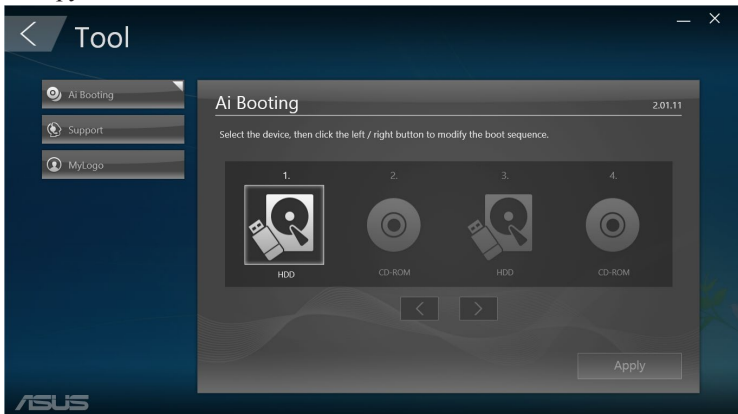 Tool
Ai Booting
Support
MyLogo
Ai Booting
2.01.11
Select the device, then click the left / right button to modify the boot sequence.
1.
2.
3.
4.
HDD
CD-ROM
HDD
CD-ROM
Apply
ASUS